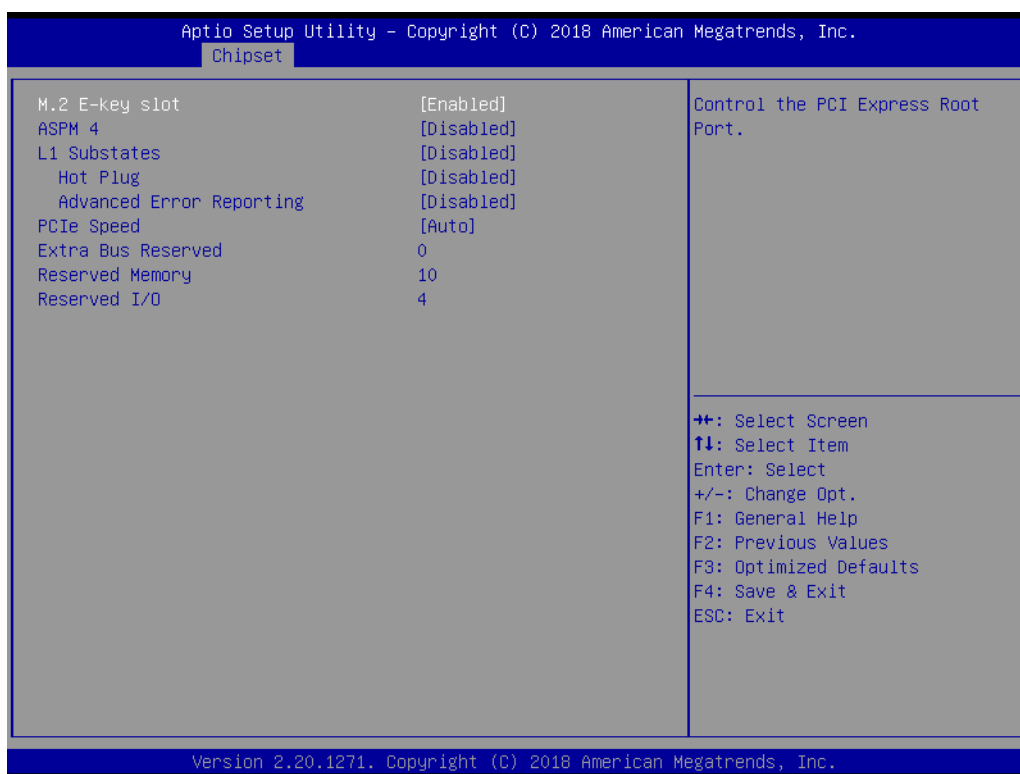 Aptio Setup Utility – Copyright (C) 2018 American Megatrends, Inc.
Chipset
M.2 E-key slot [Enabled]
ASPM 4 [Disabled]
L1 Substates [Disabled]
Hot Plug [Disabled]
Advanced Error Reporting [Disabled]
PCIe Speed [Auto]
Extra Bus Reserved 0
Reserved Memory 10
Reserved I/O 4
Control the PCI Express Root
Port.
→←: Select Screen
↑↓: Select Item
Enter: Select
+/-: Change Opt.
F1: General Help
F2: Previous Values
F3: Optimized Defaults
F4: Save & Exit
ESC: Exit
Version 2.20.1271. Copyright (C) 2018 American Megatrends, Inc.